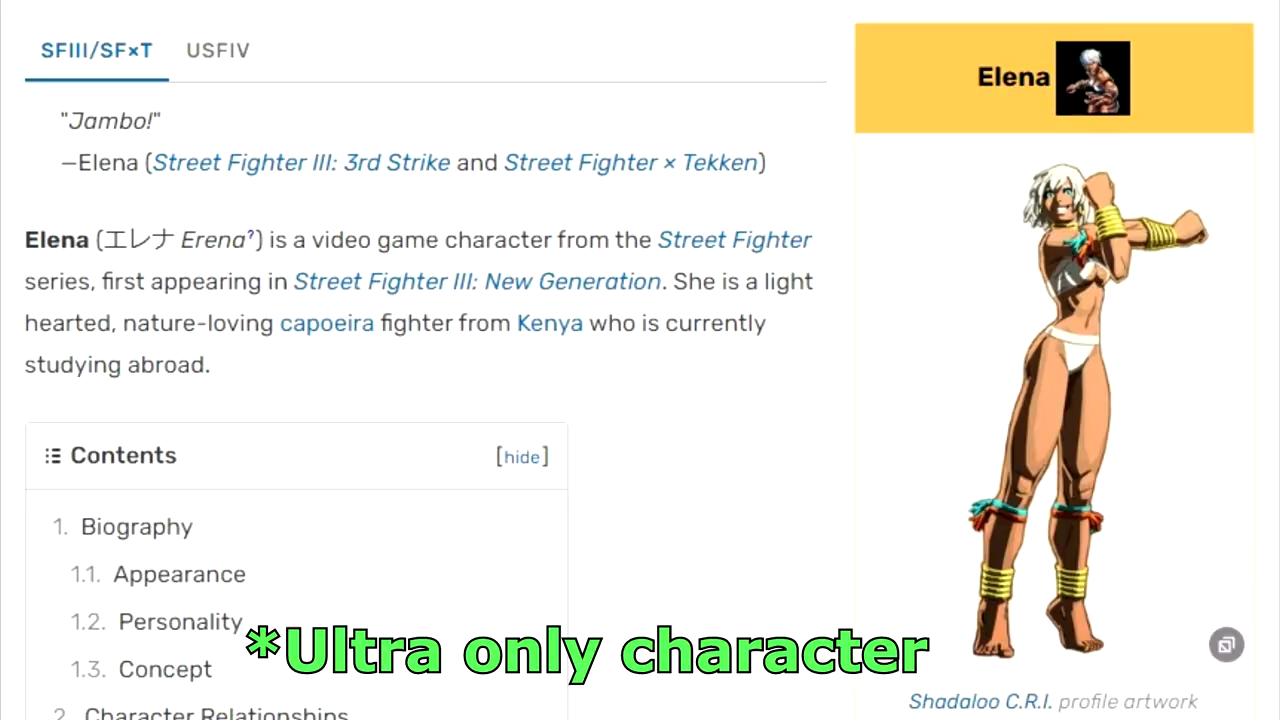 SFIII/SF×T USFIV
"Jambo!"
—Elena (Street Fighter III: 3rd Strike and Street Fighter × Tekken)
Elena (エレナ Erena?) is a video game character from the Street Fighter
series, first appearing in Street Fighter III: New Generation. She is a light
hearted, nature-loving capoeira fighter from Kenya who is currently
studying abroad.
Contents [hide]
1. Biography
1.1. Appearance
1.2. Personality
1.3. Concept
2. Character Relationships
*Ultra only character
Elena
Shadaloo C.R.I. profile artwork